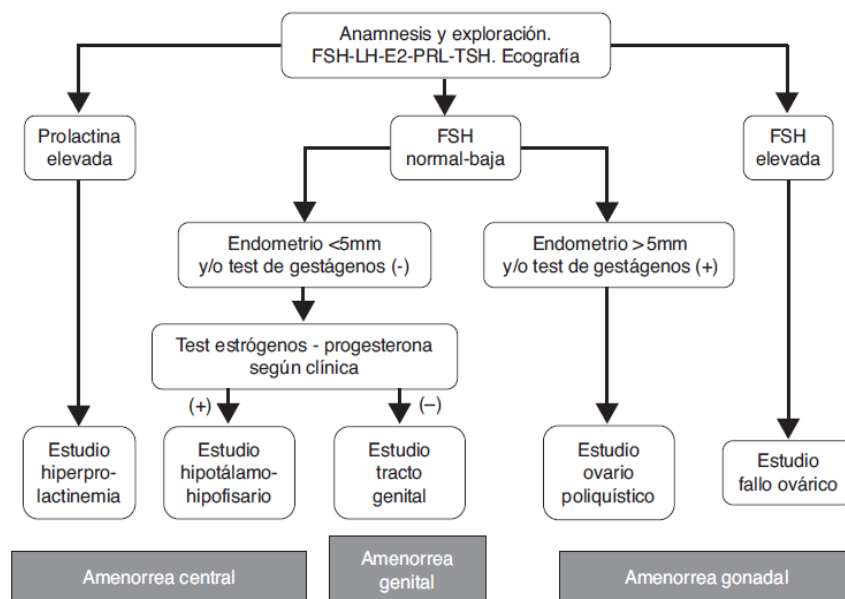 Anamnesis y exploración.
FSH-LH-E2-PRL-TSH. Ecografía
Prolactina
elevada
FSH
normal-baja
FSH
elevada
Endometrio <5mm
y/o test de gestágenos (-)
Endometrio > 5mm
y/o test de gestágenos (+)
Test estrógenos - progesterona
según clínica
(+)
(–)
Estudio
hiperpro-
lactinemia
Estudio
hipotálamo-
hipofisario
Estudio
tracto
genital
Estudio
ovario
poliquístico
Estudio
fallo ovárico
Amenorrea central
Amenorrea
genital
Amenorrea gonadal